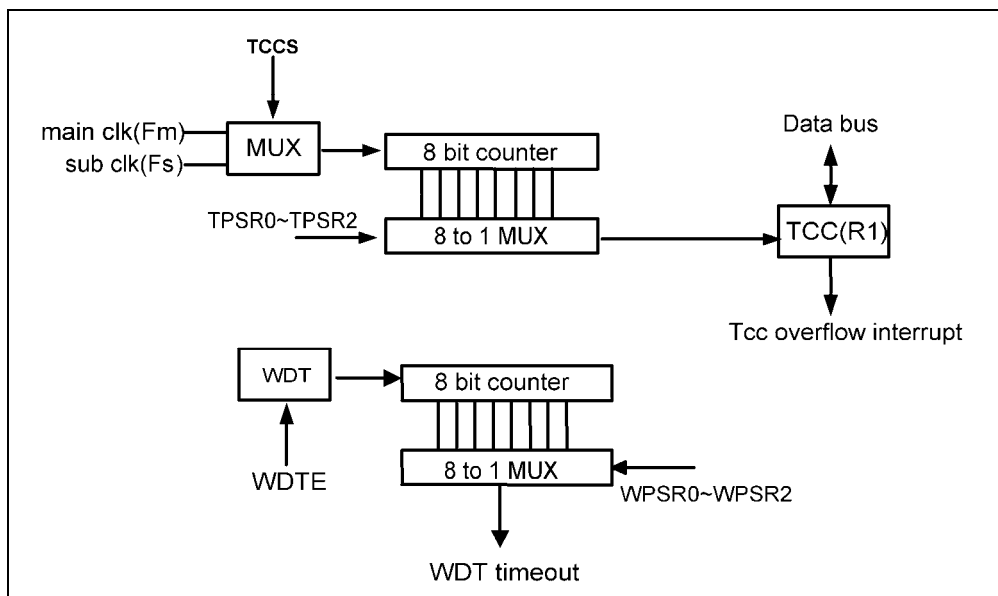 TCCS
main clk(Fm)
sub clk(Fs)
MUX
8 bit counter
TPSR0~TPSR2
8 to 1 MUX
Data bus
TCC(R1)
Tcc overflow interrupt
WDT
8 bit counter
WDTE
8 to 1 MUX
WPSR0~WPSR2
WDT timeout